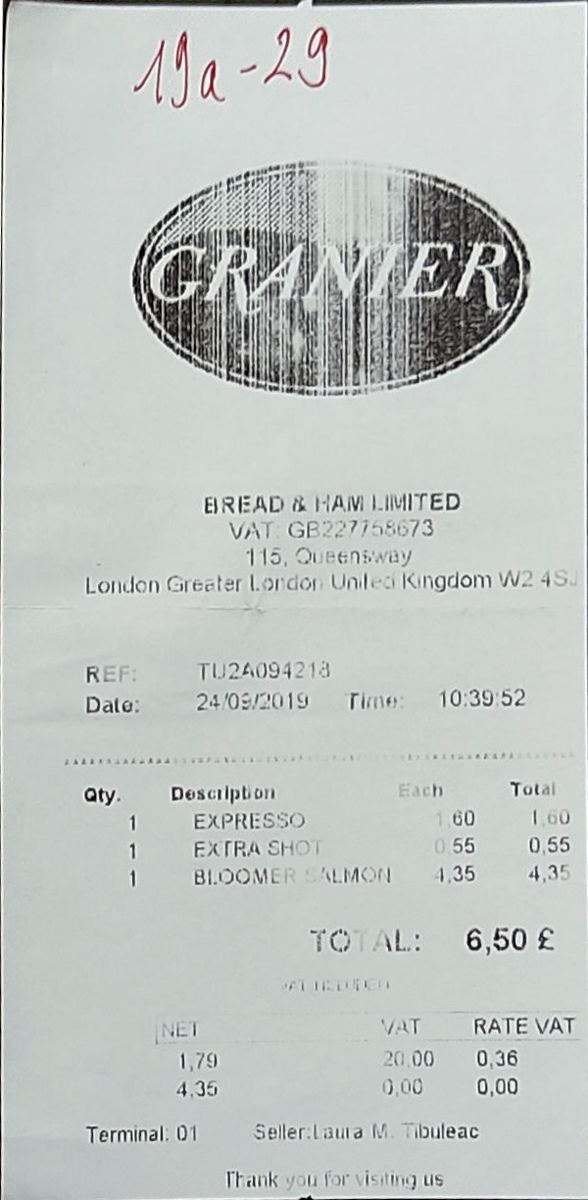 19a-29
GRANIER
BREAD & HAM LIMITED
VAT: GB227758673
115, Queensway
London Greater London United Kingdom W2 4SJ
REF: TU2A094218
Date: 24/09/2019 Time: 10:39:52
Qty. Description Each Total
1 EXPRESSO 1,60 1,60
1 EXTRA SHOT 0,55 0,55
1 BLOOMER SALMON 4,35 4,35
TOTAL: 6,50 £
VAT INCLUDED
NET VAT RATE VAT
1,79 20,00 0,36
4,35 0,00 0,00
Terminal: 01 Seller:Laura M. Tibuleac
Thank you for visiting us